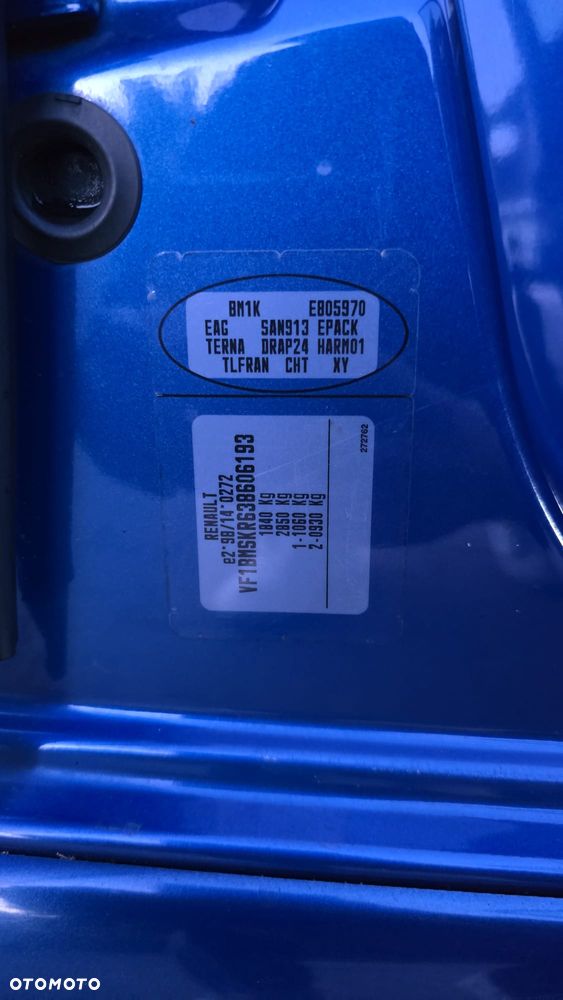 BM1K E805970
EAG SAN913 EPACK
TERNA DRAP24 HARM01
TLFRAN CHT XY
RENAULT
e2*98/14*0272
VF1BMSKR638606193
1840 Kg
2850 Kg
1-1060 Kg
2-0930 Kg
272762
OTOMOTO